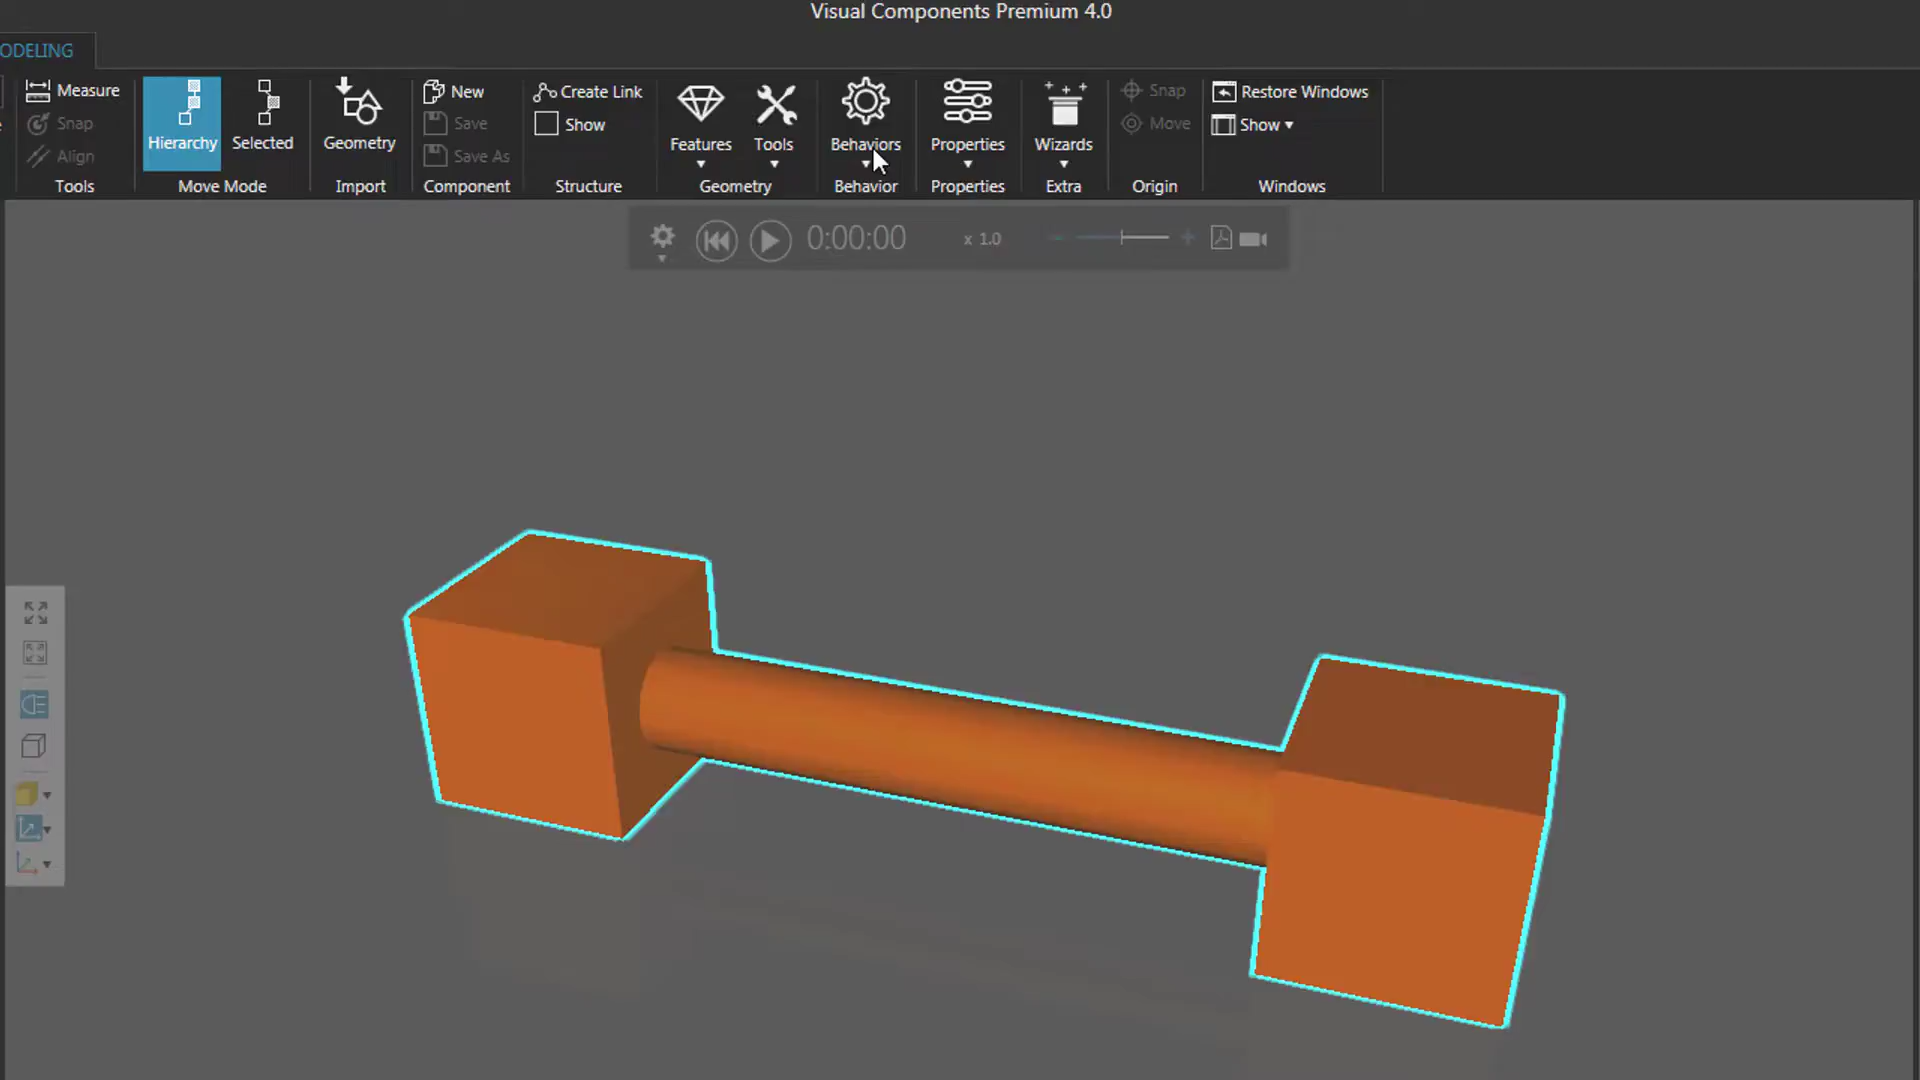 Visual Components Premium 4.0
ODELING
Measure
Snap
Align
Tools
Hierarchy
Selected
Move Mode
Geometry
Import
New
Save
Save As
Component
Create Link
Show
Structure
Features
Tools
Geometry
Behaviors
Behavior
Properties
Properties
Wizards
Extra
Snap
Move
Origin
Restore Windows
Show
Windows
0:00:00
x 1.0